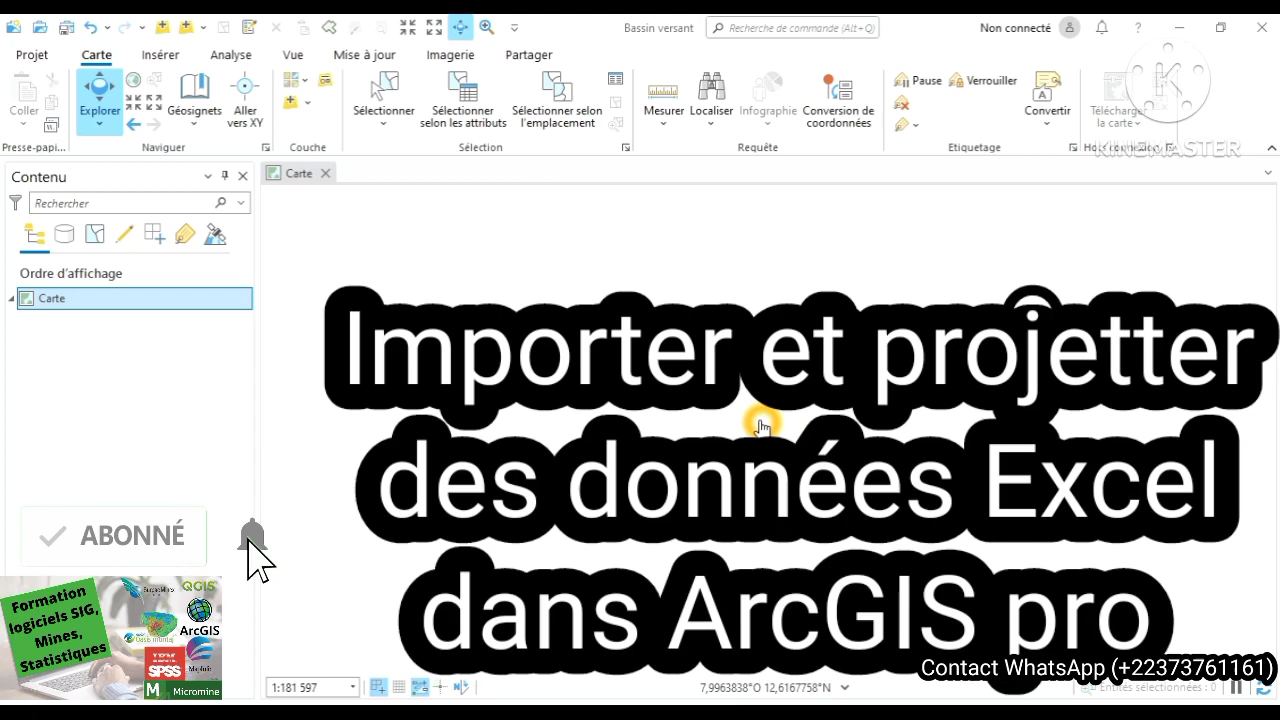 Bassin versant
Recherche de commande (Alt+Q)
Non connecté
Projet
Carte
Insérer
Analyse
Vue
Mise à jour
Imagerie
Partager
Coller
Explorer
Géosignets
Aller
vers XY
Sélectionner
Sélectionner
selon les attributs
Sélectionner selon
l'emplacement
Mesurer
Localiser
Infographie
Conversion de
coordonnées
Pause
Verrouiller
Convertir
Télécharger
la carte
KINEMASTER
Presse-papi...
Naviguer
Couche
Sélection
Requête
Etiquetage
Contenu
Carte
Rechercher
Ordre d'affichage
Carte
Importer et projetter
des données Excel
dans ArcGIS pro
ABONNÉ
Formation
logiciels SIG,
Mines,
Statistiques
QGIS
ArcGIS
SPSS
M Micromine
Contact WhatsApp (+22373761161)
1:181 597
7,9963838°O 12,6167758°N
Entités sélectionnées : 0